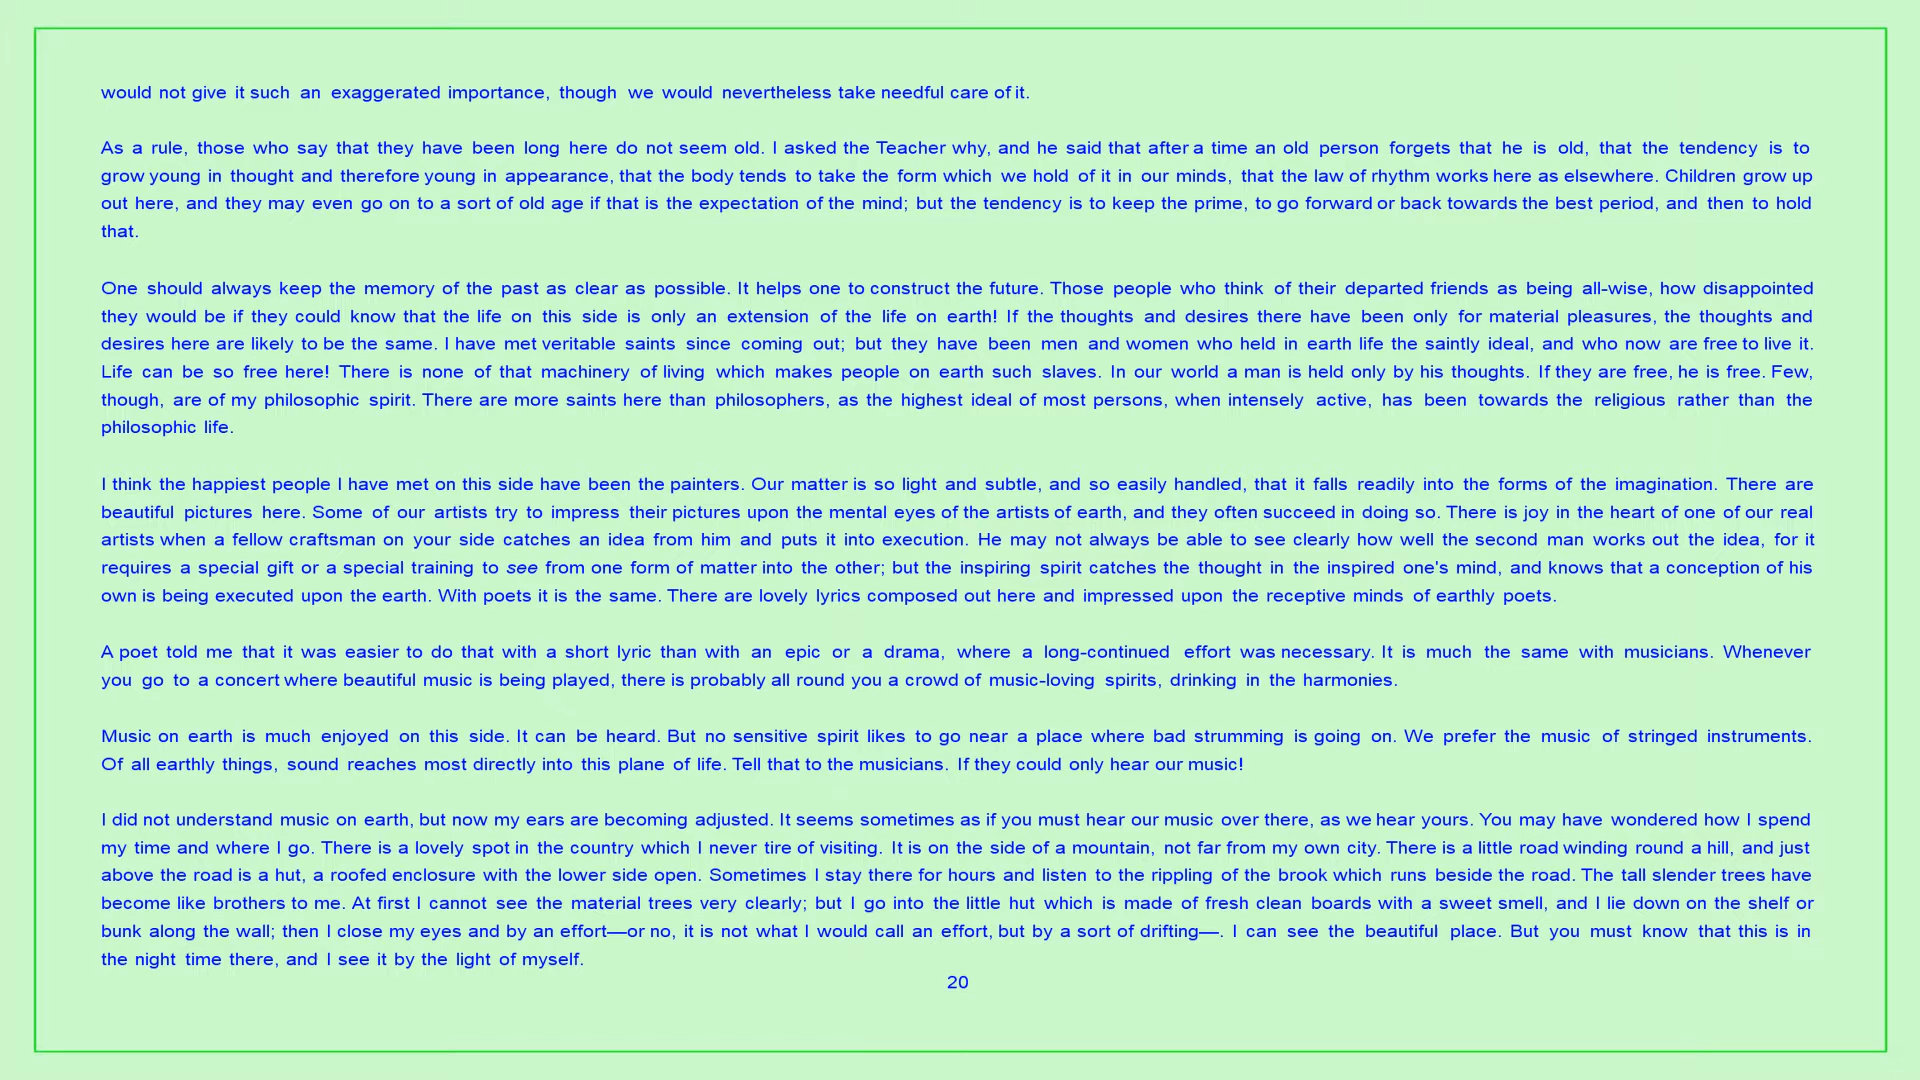 would not give it such an exaggerated importance, though we would nevertheless take needful care of it.
As a rule, those who say that they have been long here do not seem old. I asked the Teacher why, and he said that after a time an old person forgets that he is old, that the tendency is to
grow young in thought and therefore young in appearance, that the body tends to take the form which we hold of it in our minds, that the law of rhythm works here as elsewhere. Children grow up
out here, and they may even go on to a sort of old age if that is the expectation of the mind; but the tendency is to keep the prime, to go forward or back towards the best period, and then to hold
that.
One should always keep the memory of the past as clear as possible. It helps one to construct the future. Those people who think of their departed friends as being all-wise, how disappointed
they would be if they could know that the life on this side is only an extension of the life on earth! If the thoughts and desires there have been only for material pleasures, the thoughts and
desires here are likely to be the same. I have met veritable saints since coming out; but they have been men and women who held in earth life the saintly ideal, and who now are free to live it.
Life can be so free here! There is none of that machinery of living which makes people on earth such slaves. In our world a man is held only by his thoughts. If they are free, he is free. Few,
though, are of my philosophic spirit. There are more saints here than philosophers, as the highest ideal of most persons, when intensely active, has been towards the religious rather than the
philosophic life.
I think the happiest people I have met on this side have been the painters. Our matter is so light and subtle, and so easily handled, that it falls readily into the forms of the imagination. There are
beautiful pictures here. Some of our artists try to impress their pictures upon the mental eyes of the artists of earth, and they often succeed in doing so. There is joy in the heart of one of our real
artists when a fellow craftsman on your side catches an idea from him and puts it into execution. He may not always be able to see clearly how well the second man works out the idea, for it
requires a special gift or a special training to see from one form of matter into the other; but the inspiring spirit catches the thought in the inspired one's mind, and knows that a conception of his
own is being executed upon the earth. With poets it is the same. There are lovely lyrics composed out here and impressed upon the receptive minds of earthly poets.
A poet told me that it was easier to do that with a short lyric than with an epic or a drama, where a long-continued effort was necessary. It is much the same with musicians. Whenever
you go to a concert where beautiful music is being played, there is probably all round you a crowd of music-loving spirits, drinking in the harmonies.
Music on earth is much enjoyed on this side. It can be heard. But no sensitive spirit likes to go near a place where bad strumming is going on. We prefer the music of stringed instruments.
Of all earthly things, sound reaches most directly into this plane of life. Tell that to the musicians. If they could only hear our music!
I did not understand music on earth, but now my ears are becoming adjusted. It seems sometimes as if you must hear our music over there, as we hear yours. You may have wondered how I spend
my time and where I go. There is a lovely spot in the country which I never tire of visiting. It is on the side of a mountain, not far from my own city. There is a little road winding round a hill, and just
above the road is a hut, a roofed enclosure with the lower side open. Sometimes I stay there for hours and listen to the rippling of the brook which runs beside the road. The tall slender trees have
become like brothers to me. At first I cannot see the material trees very clearly; but I go into the little hut which is made of fresh clean boards with a sweet smell, and I lie down on the shelf or
bunk along the wall; then I close my eyes and by an effort—or no, it is not what I would call an effort, but by a sort of drifting—. I can see the beautiful place. But you must know that this is in
the night time there, and I see it by the light of myself.
20